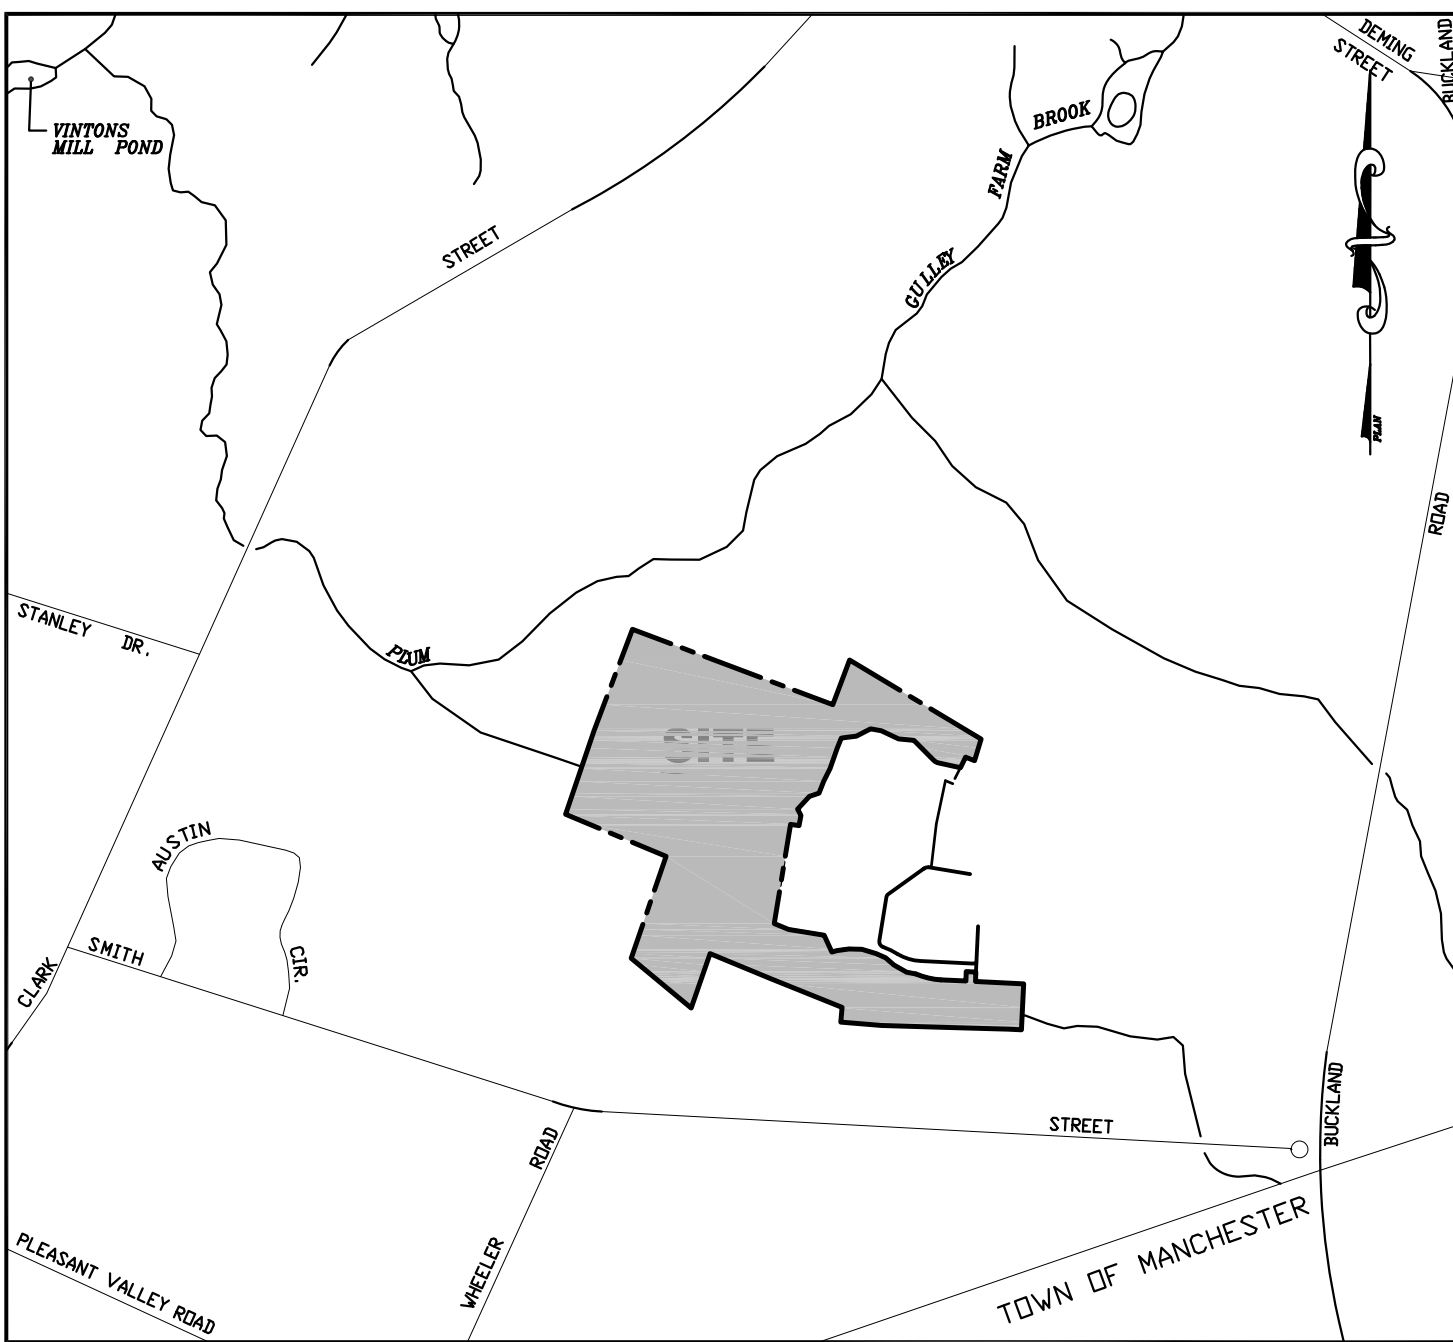 DEMING
STREET
BUCKLAND
VINTONS
MILL POND
BROOK
FARM
STREET
GULLEY
PLAN
ROAD
STANLEY DR.
PLUM
SITE
AUSTIN
CIR.
SMITH
CLARK
BUCKLAND
STREET
ROAD
WHEELER
TOWN OF MANCHESTER
PLEASANT VALLEY ROAD